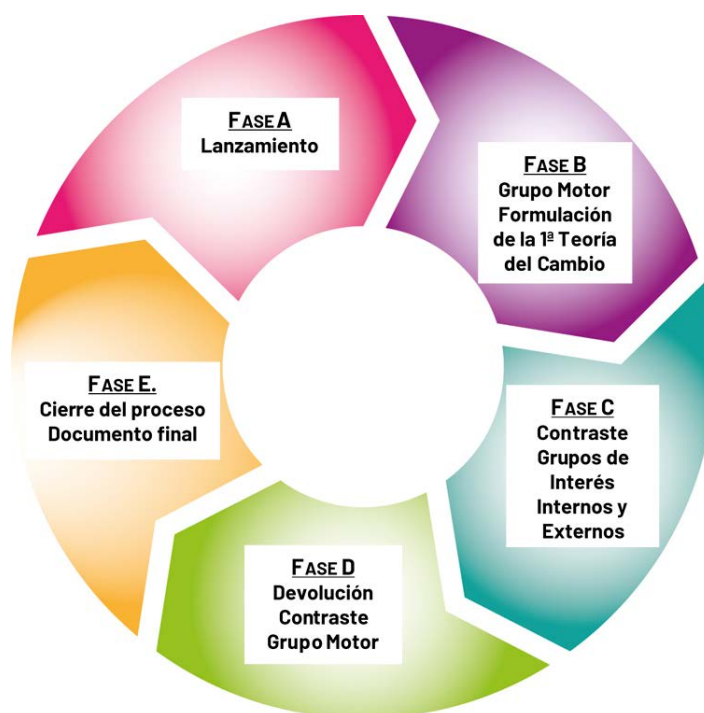 FASE A
Lanzamiento
FASE B
Grupo Motor
Formulación
de la 1ª Teoría
del Cambio
FASE C
Contraste
Grupos de
Interés
Internos y
Externos
FASE D
Devolución
Contraste
Grupo Motor
FASE E.
Cierre del proceso
Documento final